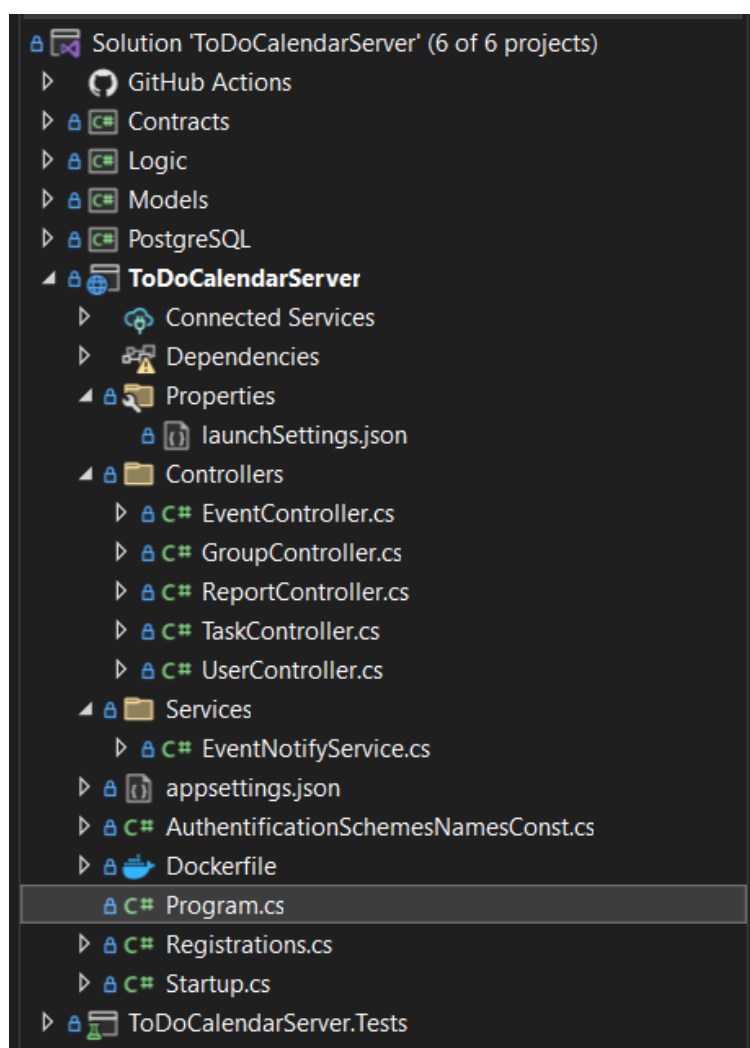 Solution 'ToDoCalendarServer' (6 of 6 projects)
GitHub Actions
C# Contracts
C# Logic
C# Models
C# PostgreSQL
ToDoCalendarServer
Connected Services
Dependencies
Properties
launchSettings.json
Controllers
C# EventController.cs
C# GroupController.cs
C# ReportController.cs
C# TaskController.cs
C# UserController.cs
Services
C# EventNotifyService.cs
appsettings.json
C# AuthentificationSchemesNamesConst.cs
Dockerfile
C# Program.cs
C# Registrations.cs
C# Startup.cs
ToDoCalendarServer.Tests